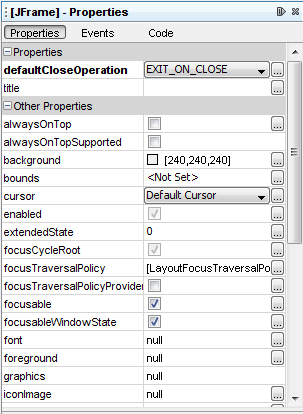 [JFrame] - Properties
Properties Events Code
Properties
defaultCloseOperation EXIT_ON_CLOSE ...
title ...
Other Properties
alwaysOnTop ...
alwaysOnTopSupported
background [240,240,240] ...
bounds <Not Set> ...
cursor Default Cursor ...
enabled
extendedState 0 ...
focusCycleRoot
focusTraversalPolicy [LayoutFocusTraversalPo ...
focusTraversalPolicyProvider ...
focusable ...
focusableWindowState ...
font null ...
foreground null ...
graphics null
iconImage null ...